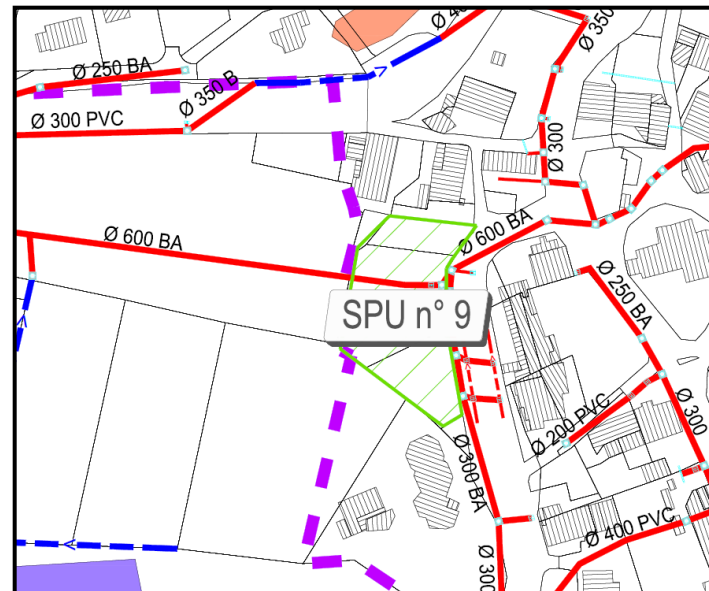 Ø 40
Ø 350
Ø 250 BA
Ø 350 B
Ø 300 PVC
Ø 300
Ø 600 BA
Ø 600 BA
Ø 250 BA
SPU n° 9
Ø 200 PVC
Ø 300
Ø 300 BA
Ø 400 PVC
Ø 300